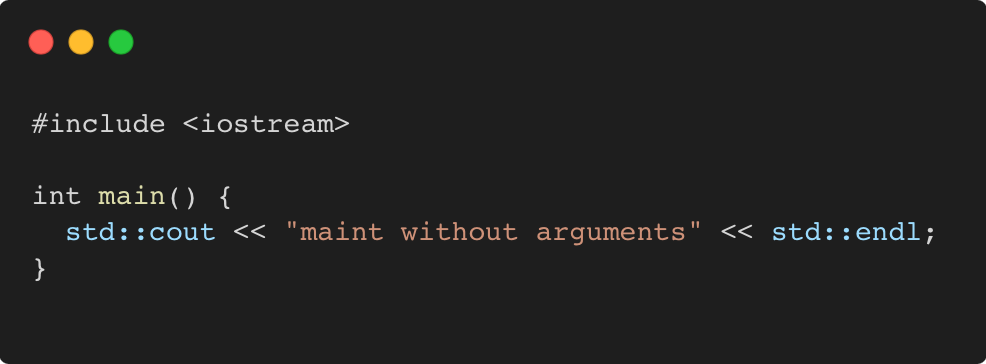 #include <iostream>
int main() {
  std::cout << "maint without arguments" << std::endl;
}